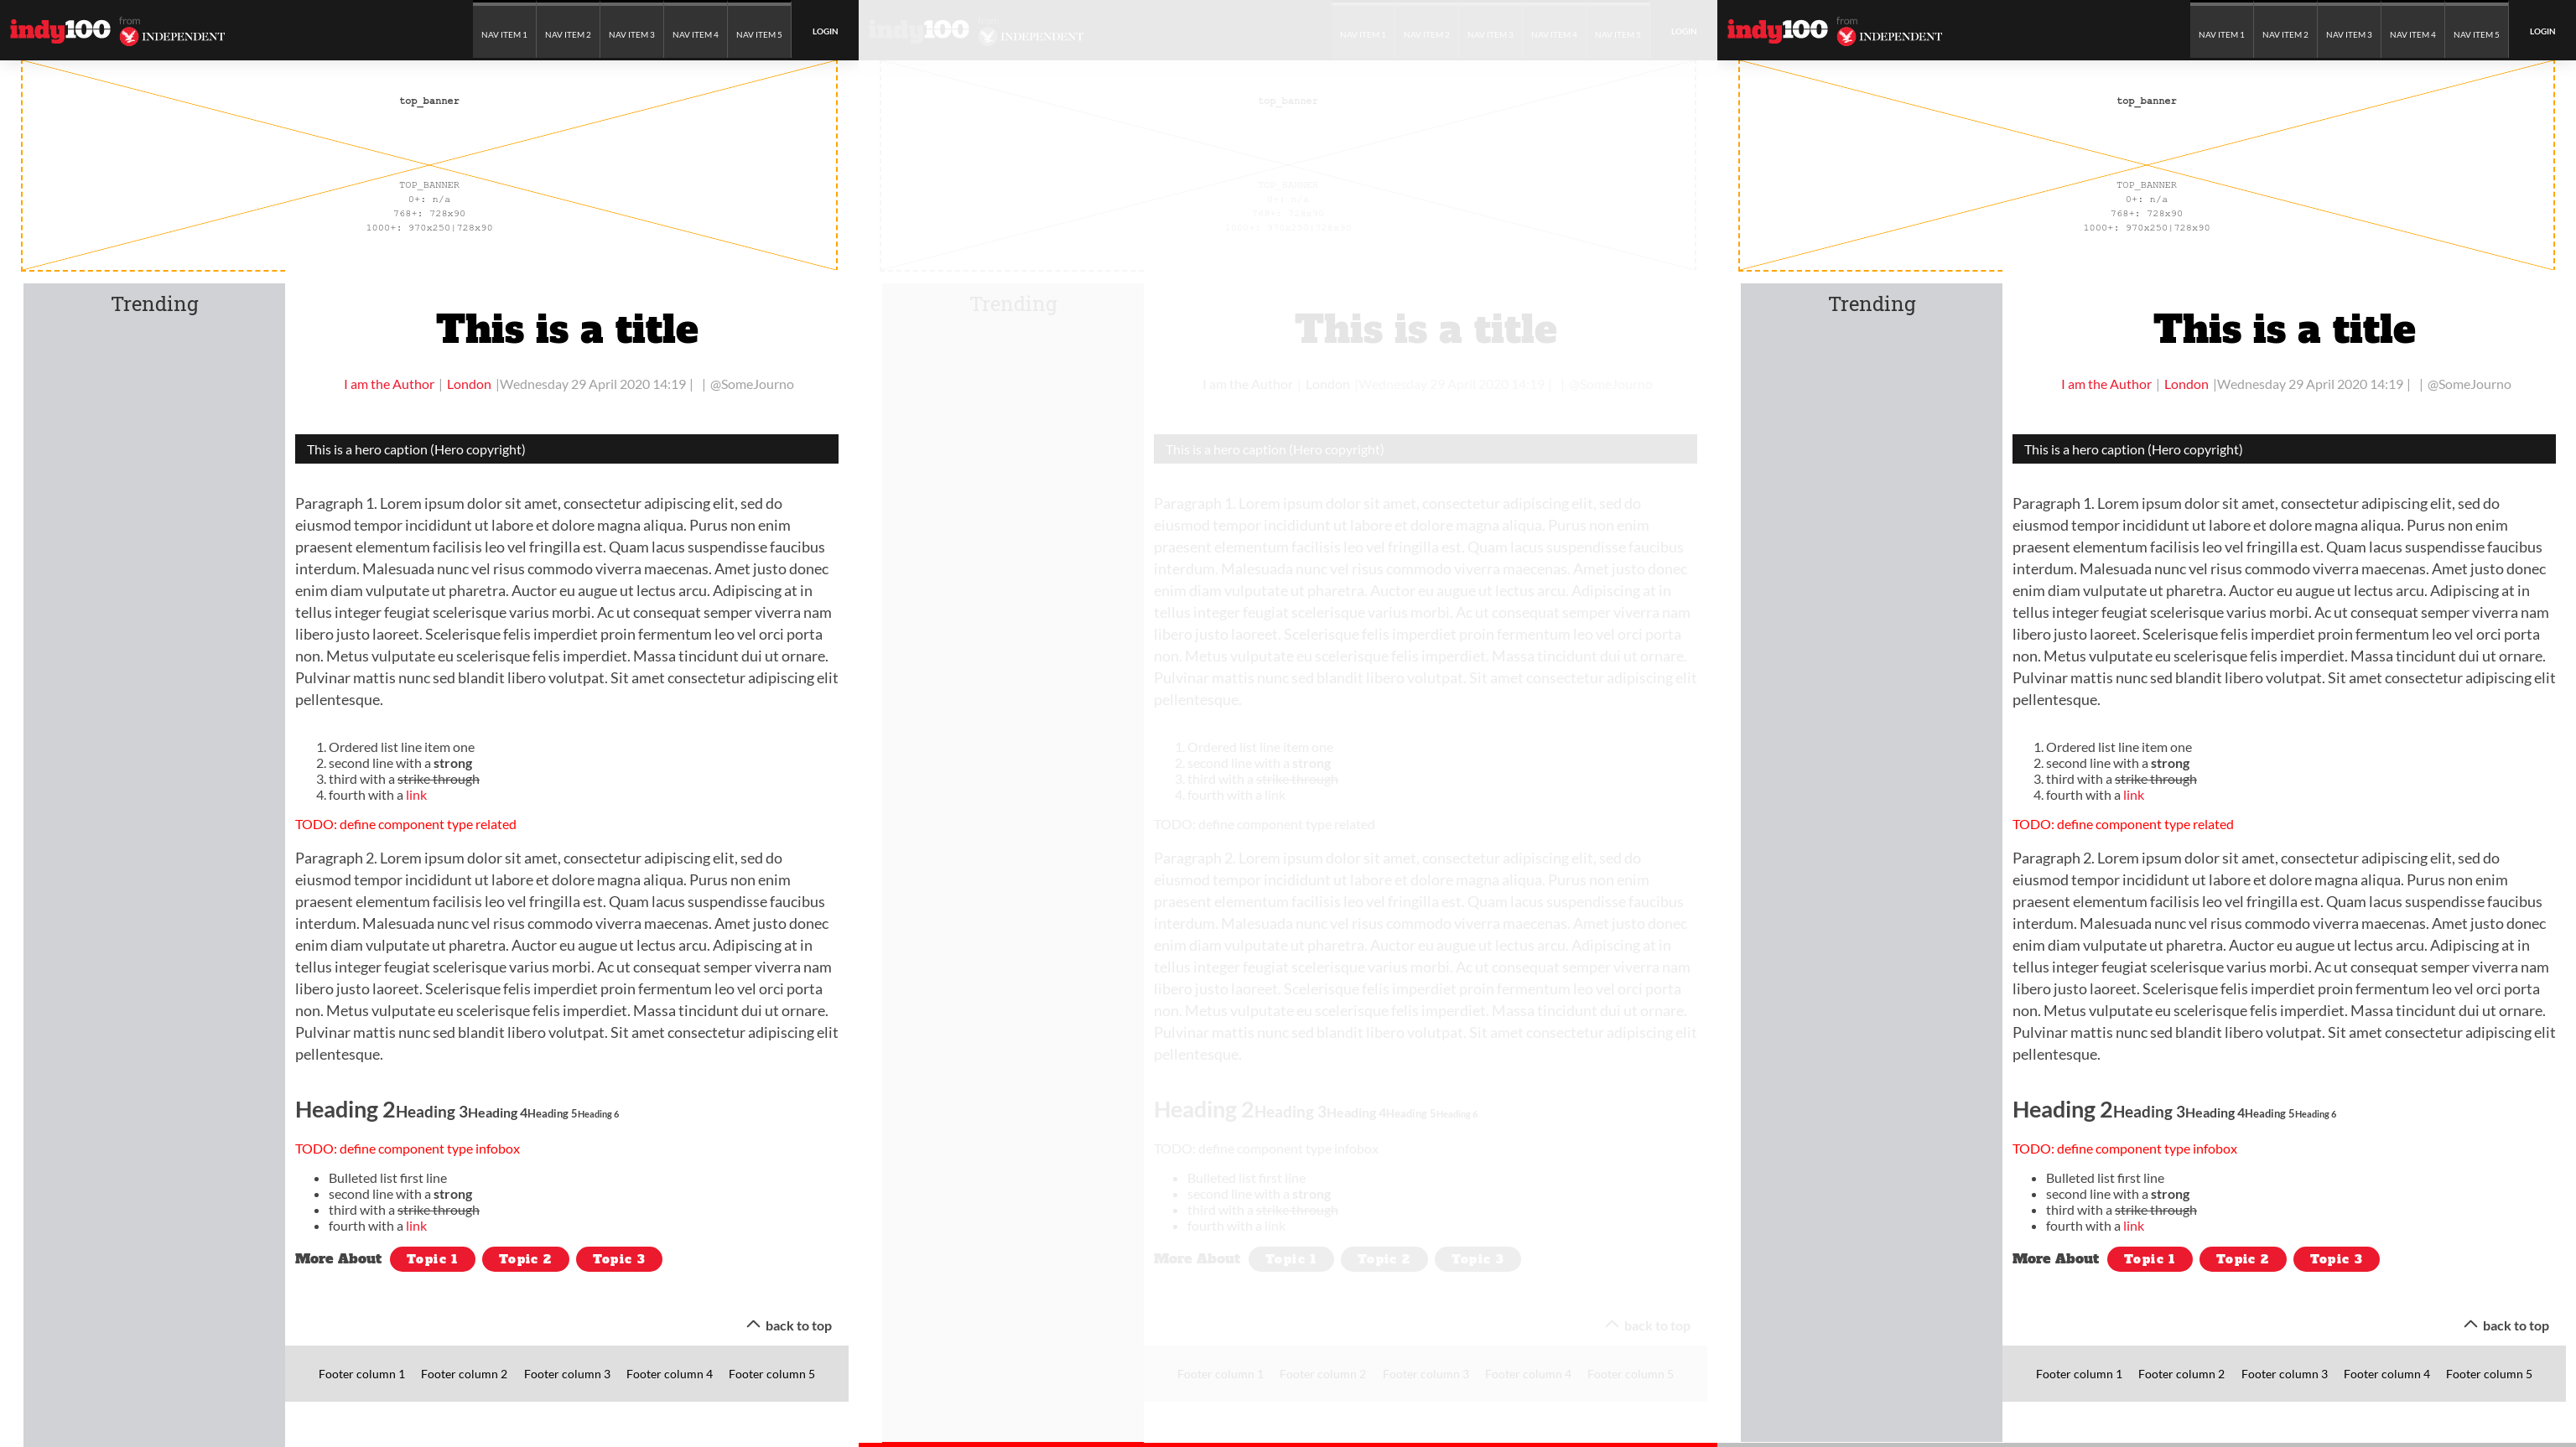 indy100 from INDEPENDENT
NAV ITEM 1 NAV ITEM 2 NAV ITEM 3 NAV ITEM 4 NAV ITEM 5 LOGIN
top_banner
TOP_BANNER
0+: n/a
768+: 728x90
1000+: 970x250|728x90
Trending
This is a title
I am the Author | London |Wednesday 29 April 2020 14:19 | | @SomeJourno
This is a hero caption (Hero copyright)
Paragraph 1. Lorem ipsum dolor sit amet, consectetur adipiscing elit, sed do
eiusmod tempor incididunt ut labore et dolore magna aliqua. Purus non enim
praesent elementum facilisis leo vel fringilla est. Quam lacus suspendisse faucibus
interdum. Malesuada nunc vel risus commodo viverra maecenas. Amet justo donec
enim diam vulputate ut pharetra. Auctor eu augue ut lectus arcu. Adipiscing at in
tellus integer feugiat scelerisque varius morbi. Ac ut consequat semper viverra nam
libero justo laoreet. Scelerisque felis imperdiet proin fermentum leo vel orci porta
non. Metus vulputate eu scelerisque felis imperdiet. Massa tincidunt dui ut ornare.
Pulvinar mattis nunc sed blandit libero volutpat. Sit amet consectetur adipiscing elit
pellentesque.
1. Ordered list line item one
2. second line with a strong
3. third with a strike through
4. fourth with a link
TODO: define component type related
Paragraph 2. Lorem ipsum dolor sit amet, consectetur adipiscing elit, sed do
eiusmod tempor incididunt ut labore et dolore magna aliqua. Purus non enim
praesent elementum facilisis leo vel fringilla est. Quam lacus suspendisse faucibus
interdum. Malesuada nunc vel risus commodo viverra maecenas. Amet justo donec
enim diam vulputate ut pharetra. Auctor eu augue ut lectus arcu. Adipiscing at in
tellus integer feugiat scelerisque varius morbi. Ac ut consequat semper viverra nam
libero justo laoreet. Scelerisque felis imperdiet proin fermentum leo vel orci porta
non. Metus vulputate eu scelerisque felis imperdiet. Massa tincidunt dui ut ornare.
Pulvinar mattis nunc sed blandit libero volutpat. Sit amet consectetur adipiscing elit
pellentesque.
Heading 2Heading 3Heading 4Heading 5Heading 6
TODO: define component type infobox
• Bulleted list first line
• second line with a strong
• third with a strike through
• fourth with a link
More About Topic 1 Topic 2 Topic 3
back to top
Footer column 1 Footer column 2 Footer column 3 Footer column 4 Footer column 5
indy100 from INDEPENDENT
NAV ITEM 1 NAV ITEM 2 NAV ITEM 3 NAV ITEM 4 NAV ITEM 5 LOGIN
top_banner
TOP_BANNER
0+: n/a
768+: 728x90
1000+: 970x250|728x90
Trending
This is a title
I am the Author | London |Wednesday 29 April 2020 14:19 | | @SomeJourno
This is a hero caption (Hero copyright)
Paragraph 1. Lorem ipsum dolor sit amet, consectetur adipiscing elit, sed do
eiusmod tempor incididunt ut labore et dolore magna aliqua. Purus non enim
praesent elementum facilisis leo vel fringilla est. Quam lacus suspendisse faucibus
interdum. Malesuada nunc vel risus commodo viverra maecenas. Amet justo donec
enim diam vulputate ut pharetra. Auctor eu augue ut lectus arcu. Adipiscing at in
tellus integer feugiat scelerisque varius morbi. Ac ut consequat semper viverra nam
libero justo laoreet. Scelerisque felis imperdiet proin fermentum leo vel orci porta
non. Metus vulputate eu scelerisque felis imperdiet. Massa tincidunt dui ut ornare.
Pulvinar mattis nunc sed blandit libero volutpat. Sit amet consectetur adipiscing elit
pellentesque.
1. Ordered list line item one
2. second line with a strong
3. third with a strike through
4. fourth with a link
TODO: define component type related
Paragraph 2. Lorem ipsum dolor sit amet, consectetur adipiscing elit, sed do
eiusmod tempor incididunt ut labore et dolore magna aliqua. Purus non enim
praesent elementum facilisis leo vel fringilla est. Quam lacus suspendisse faucibus
interdum. Malesuada nunc vel risus commodo viverra maecenas. Amet justo donec
enim diam vulputate ut pharetra. Auctor eu augue ut lectus arcu. Adipiscing at in
tellus integer feugiat scelerisque varius morbi. Ac ut consequat semper viverra nam
libero justo laoreet. Scelerisque felis imperdiet proin fermentum leo vel orci porta
non. Metus vulputate eu scelerisque felis imperdiet. Massa tincidunt dui ut ornare.
Pulvinar mattis nunc sed blandit libero volutpat. Sit amet consectetur adipiscing elit
pellentesque.
Heading 2Heading 3Heading 4Heading 5Heading 6
TODO: define component type infobox
• Bulleted list first line
• second line with a strong
• third with a strike through
• fourth with a link
More About Topic 1 Topic 2 Topic 3
back to top
Footer column 1 Footer column 2 Footer column 3 Footer column 4 Footer column 5
indy100 from INDEPENDENT
NAV ITEM 1 NAV ITEM 2 NAV ITEM 3 NAV ITEM 4 NAV ITEM 5 LOGIN
top_banner
TOP_BANNER
0+: n/a
768+: 728x90
1000+: 970x250|728x90
Trending
This is a title
I am the Author | London |Wednesday 29 April 2020 14:19 | | @SomeJourno
This is a hero caption (Hero copyright)
Paragraph 1. Lorem ipsum dolor sit amet, consectetur adipiscing elit, sed do
eiusmod tempor incididunt ut labore et dolore magna aliqua. Purus non enim
praesent elementum facilisis leo vel fringilla est. Quam lacus suspendisse faucibus
interdum. Malesuada nunc vel risus commodo viverra maecenas. Amet justo donec
enim diam vulputate ut pharetra. Auctor eu augue ut lectus arcu. Adipiscing at in
tellus integer feugiat scelerisque varius morbi. Ac ut consequat semper viverra nam
libero justo laoreet. Scelerisque felis imperdiet proin fermentum leo vel orci porta
non. Metus vulputate eu scelerisque felis imperdiet. Massa tincidunt dui ut ornare.
Pulvinar mattis nunc sed blandit libero volutpat. Sit amet consectetur adipiscing elit
pellentesque.
1. Ordered list line item one
2. second line with a strong
3. third with a strike through
4. fourth with a link
TODO: define component type related
Paragraph 2. Lorem ipsum dolor sit amet, consectetur adipiscing elit, sed do
eiusmod tempor incididunt ut labore et dolore magna aliqua. Purus non enim
praesent elementum facilisis leo vel fringilla est. Quam lacus suspendisse faucibus
interdum. Malesuada nunc vel risus commodo viverra maecenas. Amet justo donec
enim diam vulputate ut pharetra. Auctor eu augue ut lectus arcu. Adipiscing at in
tellus integer feugiat scelerisque varius morbi. Ac ut consequat semper viverra nam
libero justo laoreet. Scelerisque felis imperdiet proin fermentum leo vel orci porta
non. Metus vulputate eu scelerisque felis imperdiet. Massa tincidunt dui ut ornare.
Pulvinar mattis nunc sed blandit libero volutpat. Sit amet consectetur adipiscing elit
pellentesque.
Heading 2Heading 3Heading 4Heading 5Heading 6
TODO: define component type infobox
• Bulleted list first line
• second line with a strong
• third with a strike through
• fourth with a link
More About Topic 1 Topic 2 Topic 3
back to top
Footer column 1 Footer column 2 Footer column 3 Footer column 4 Footer column 5